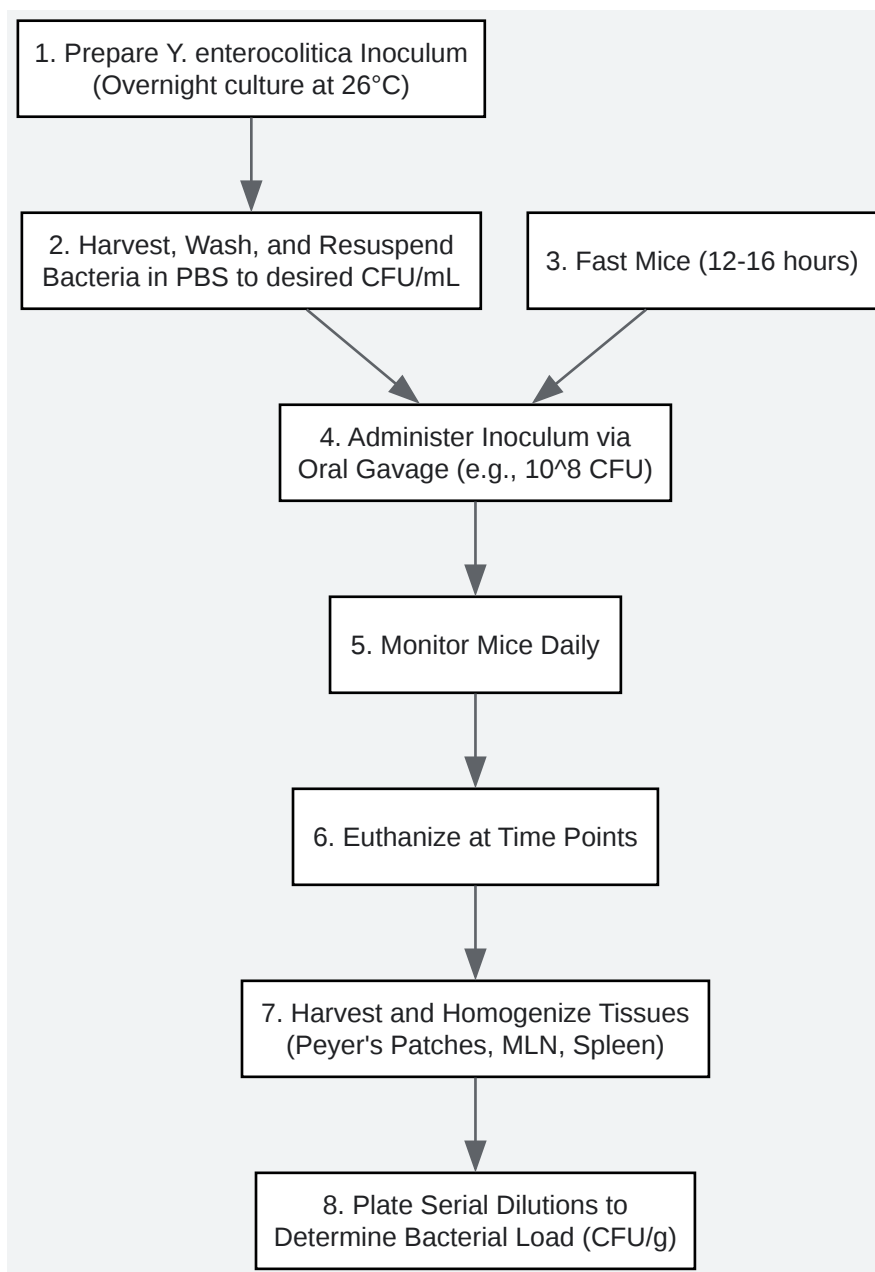 1. Prepare Y. enterocolitica Inoculum
(Overnight culture at 26°C)
2. Harvest, Wash, and Resuspend
Bacteria in PBS to desired CFU/mL
3. Fast Mice (12-16 hours)
4. Administer Inoculum via
Oral Gavage (e.g., 10^8 CFU)
5. Monitor Mice Daily
6. Euthanize at Time Points
7. Harvest and Homogenize Tissues
(Peyer's Patches, MLN, Spleen)
8. Plate Serial Dilutions to
Determine Bacterial Load (CFU/g)